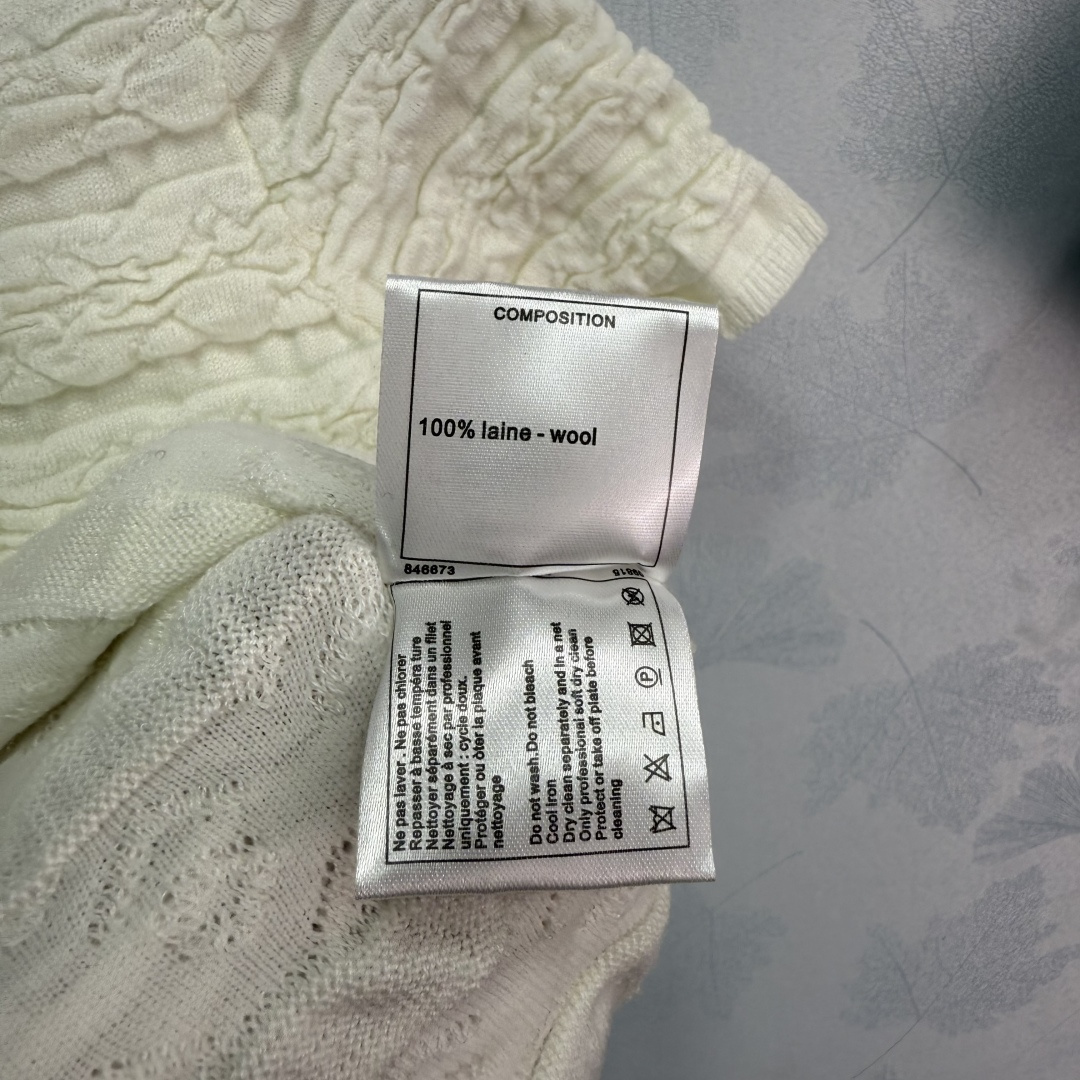 COMPOSITION
100% laine - wool
846673
Ne pas laver . Ne pas chlorer
Repasser à basse température
Nettoyer séparément dans un filet
Nettoyage à sec par professionnel
uniquement : cycle doux.
Protéger ou ôter la plaque avant
nettoyage
Do not wash.Do not bleach
Cool iron
Dry clean separately and in a net
Only professional soft dry clean
Protect or take off plate before
cleaning
P